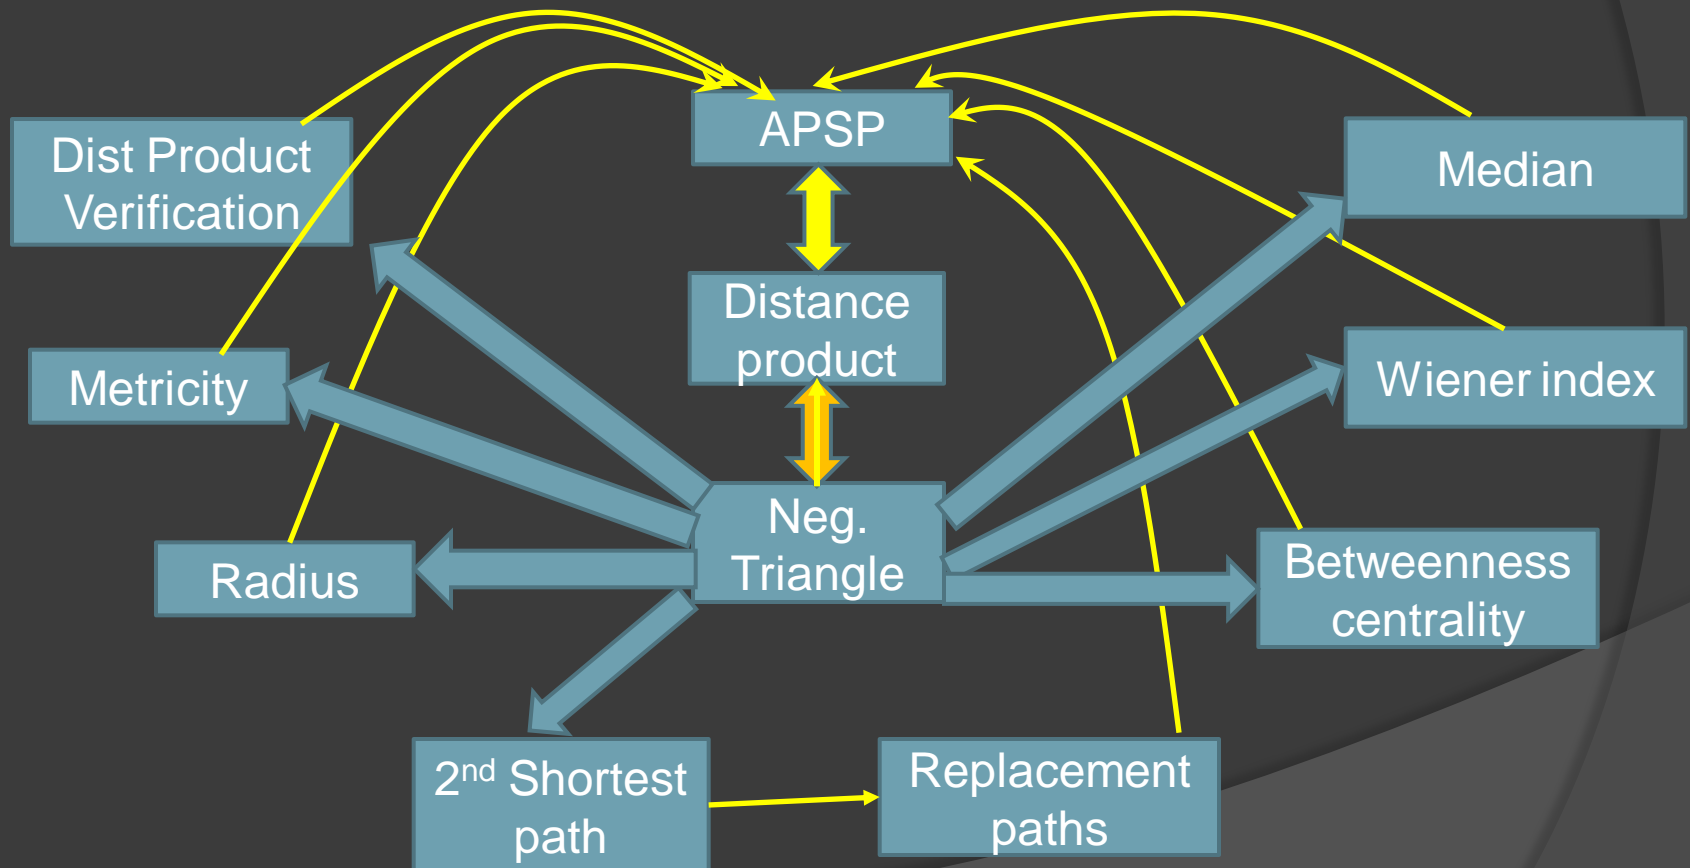 APSP
Dist Product
Verification
Median
Distance
product
Metricity
Wiener index
Neg.
Triangle
Radius
Betweenness
centrality
2nd Shortest
path
Replacement
paths